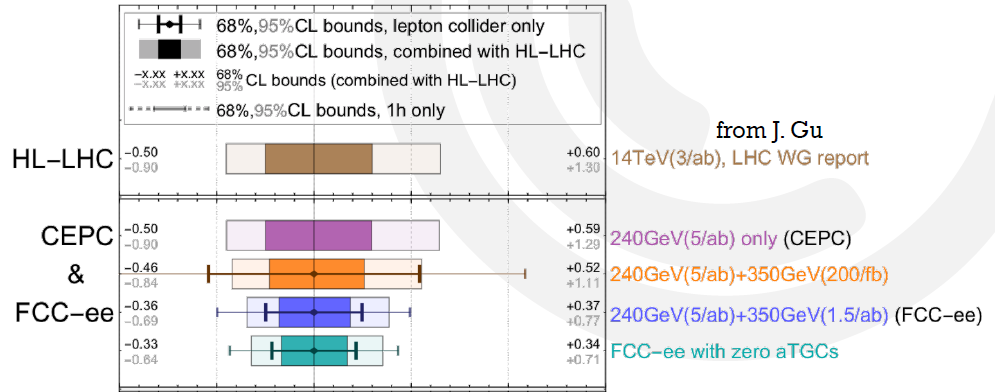 68%,95%CL bounds, lepton collider only
68%,95%CL bounds, combined with HL−LHC
−x.xx +x.xx 68% CL bounds (combined with HL−LHC)
−x.xx +x.xx 95%
68%,95%CL bounds, 1h only
from J. Gu
HL−LHC −0.50 +0.60 14TeV(3/ab), LHC WG report
−0.90 +1.30
CEPC −0.50 +0.59 240GeV(5/ab) only (CEPC)
−0.90 +1.29
& −0.46 +0.52 240GeV(5/ab)+350GeV(200/fb)
−0.84 +1.11
FCC−ee −0.36 +0.37 240GeV(5/ab)+350GeV(1.5/ab) (FCC−ee)
−0.69 +0.77
−0.33 +0.34 FCC−ee with zero aTGCs
−0.64 +0.71